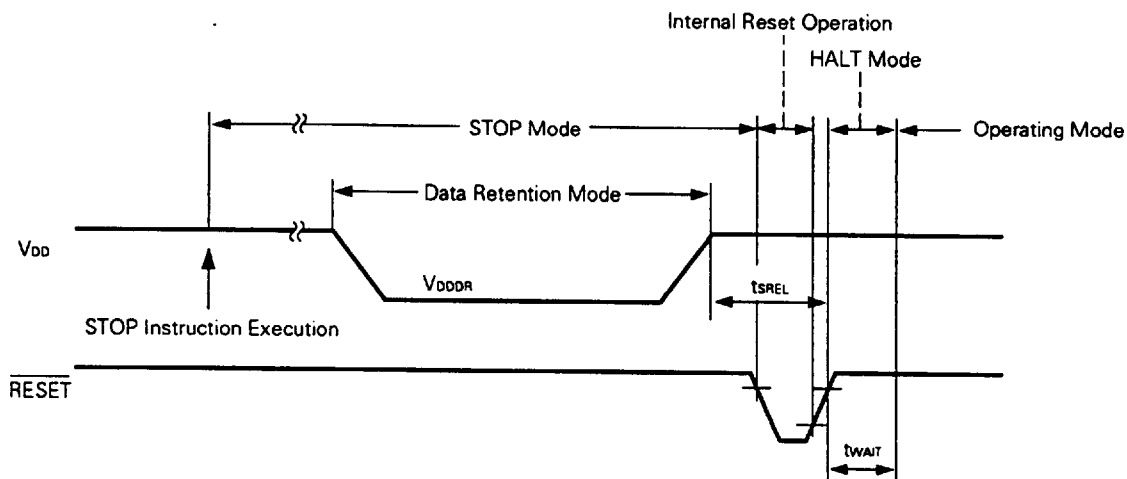 Internal Reset Operation
HALT Mode
STOP Mode
Operating Mode
Data Retention Mode
VDD
VDDDR
tSREL
STOP Instruction Execution
RESET
tWAIT